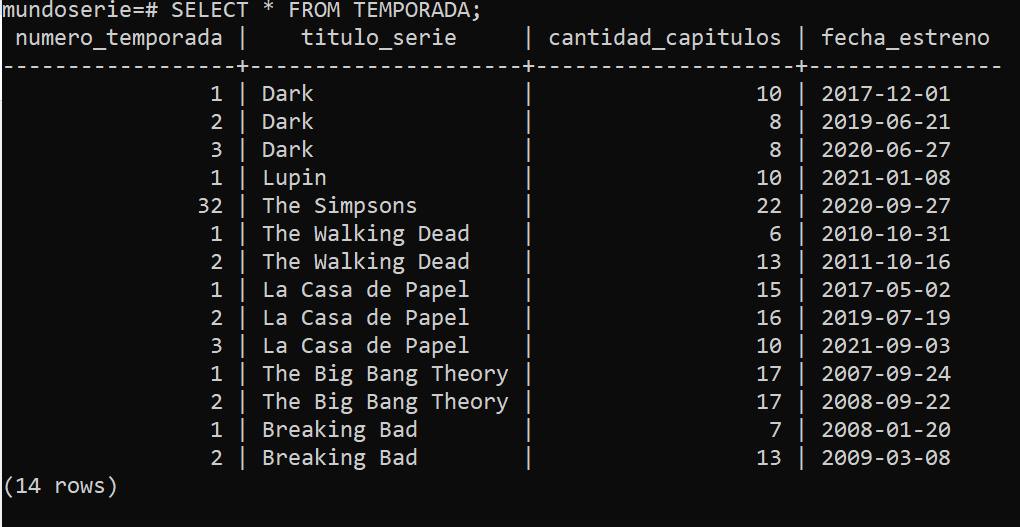 mundoserie=# SELECT * FROM TEMPORADA;
 numero_temporada |    titulo_serie     | cantidad_capitulos | fecha_estreno
------------------+---------------------+--------------------+---------------
                1 | Dark                |                 10 | 2017-12-01
                2 | Dark                |                  8 | 2019-06-21
                3 | Dark                |                  8 | 2020-06-27
                1 | Lupin               |                 10 | 2021-01-08
               32 | The Simpsons        |                 22 | 2020-09-27
                1 | The Walking Dead    |                  6 | 2010-10-31
                2 | The Walking Dead    |                 13 | 2011-10-16
                1 | La Casa de Papel    |                 15 | 2017-05-02
                2 | La Casa de Papel    |                 16 | 2019-07-19
                3 | La Casa de Papel    |                 10 | 2021-09-03
                1 | The Big Bang Theory |                 17 | 2007-09-24
                2 | The Big Bang Theory |                 17 | 2008-09-22
                1 | Breaking Bad        |                  7 | 2008-01-20
                2 | Breaking Bad        |                 13 | 2009-03-08
(14 rows)